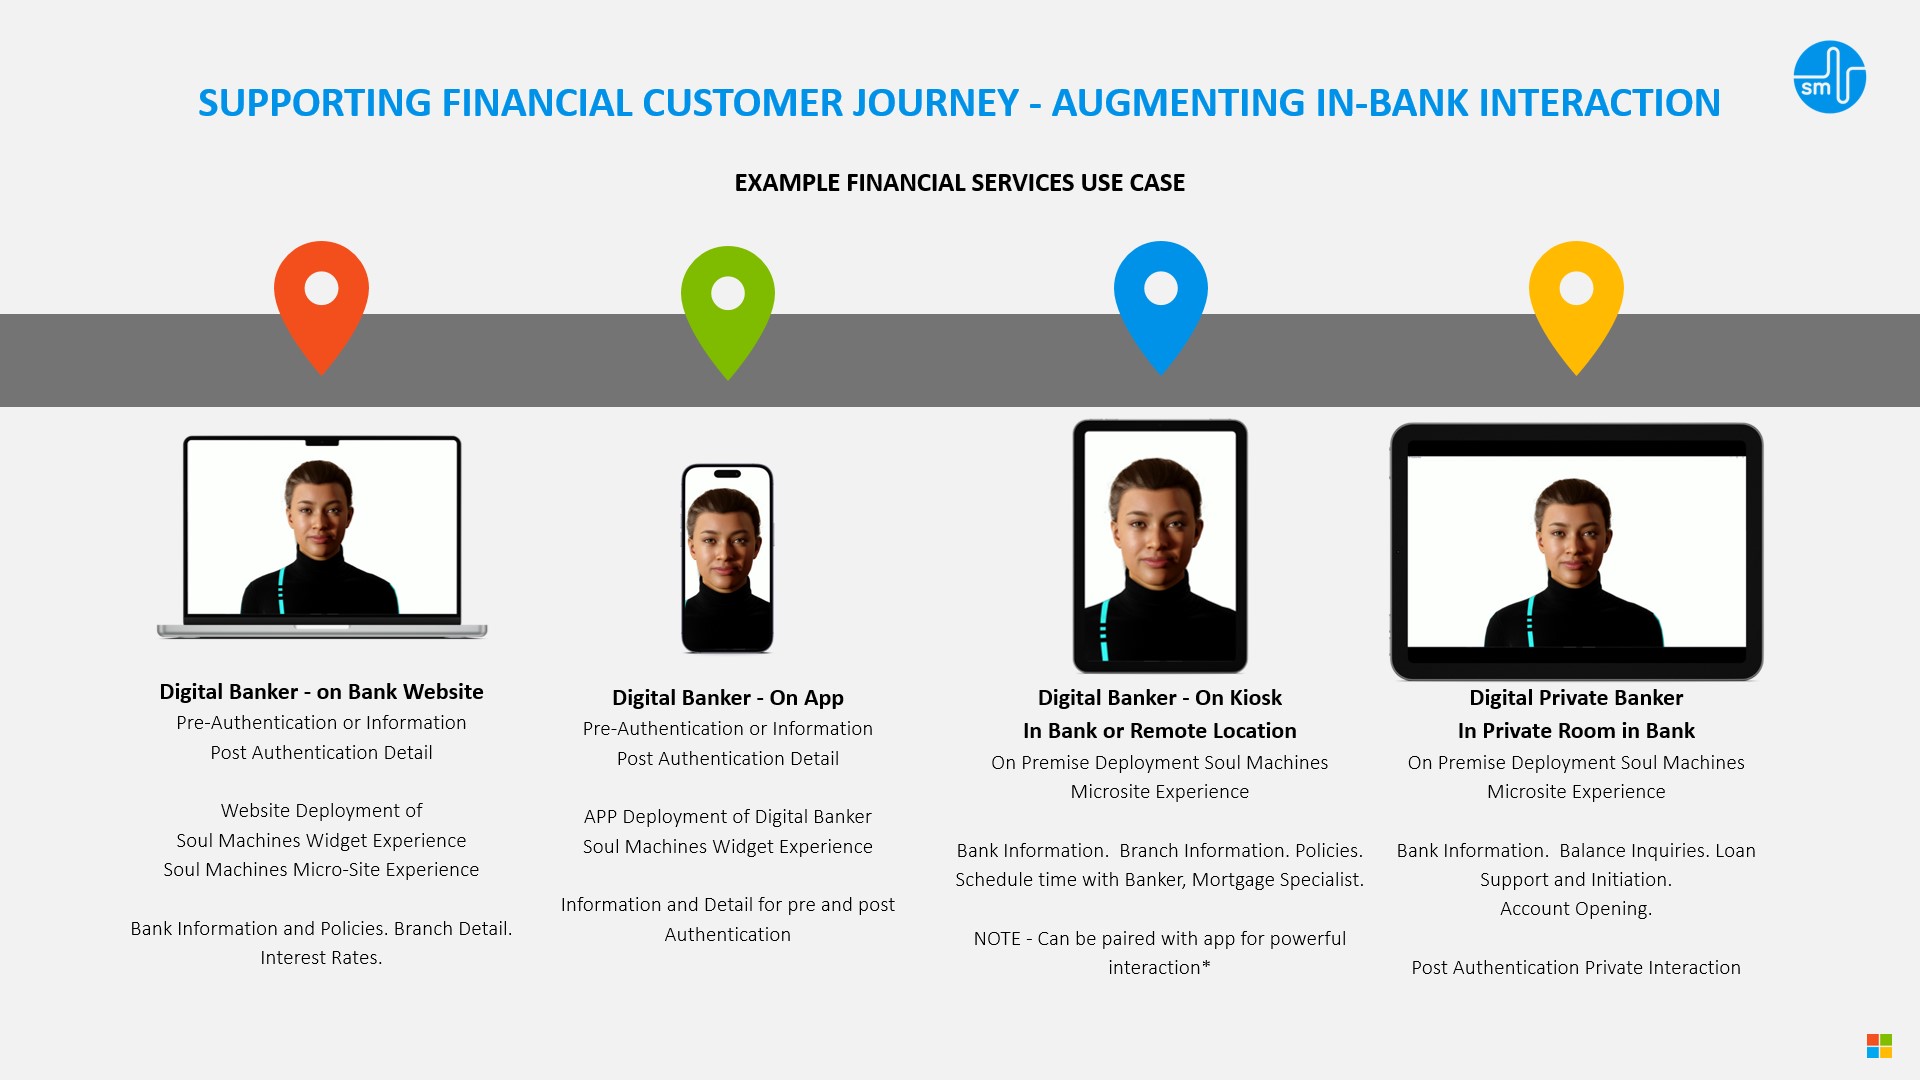 sm
SUPPORTING FINANCIAL CUSTOMER JOURNEY - AUGMENTING IN-BANK INTERACTION
EXAMPLE FINANCIAL SERVICES USE CASE
Digital Banker - on Bank Website
Pre-Authentication or Information
Post Authentication Detail
Website Deployment of
Soul Machines Widget Experience
Soul Machines Micro-Site Experience
Bank Information and Policies. Branch Detail.
Interest Rates.
Digital Banker - On App
Pre-Authentication or Information
Post Authentication Detail
APP Deployment of Digital Banker
Soul Machines Widget Experience
Information and Detail for pre and post
Authentication
Digital Banker - On Kiosk
In Bank or Remote Location
On Premise Deployment Soul Machines
Microsite Experience
Bank Information.  Branch Information. Policies.
Schedule time with Banker, Mortgage Specialist.
NOTE - Can be paired with app for powerful
interaction*
Digital Private Banker
In Private Room in Bank
On Premise Deployment Soul Machines
Microsite Experience
Bank Information.  Balance Inquiries. Loan
Support and Initiation.
Account Opening.
Post Authentication Private Interaction